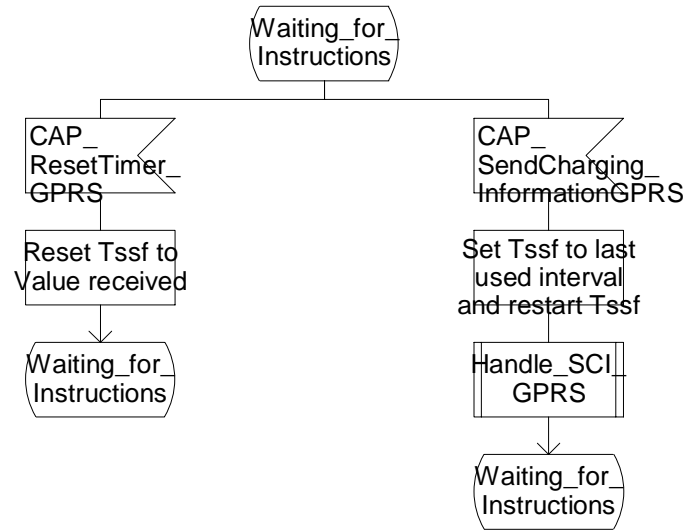 Waiting_for_
Instructions
CAP_
ResetTimer_
GPRS
CAP_
SendCharging_
InformationGPRS
Reset Tssf to
Value received
Set Tssf to last
used interval
and restart Tssf
Waiting_for_
Instructions
Handle_SCI_
GPRS
Waiting_for_
Instructions